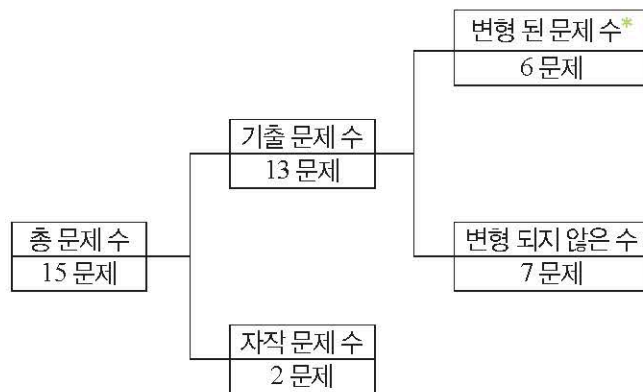 변형 된 문제 수*
6 문제
기출 문제 수
13 문제
총 문제 수
15 문제
변형 되지 않은 수
7 문제
자작 문제 수
2 문제